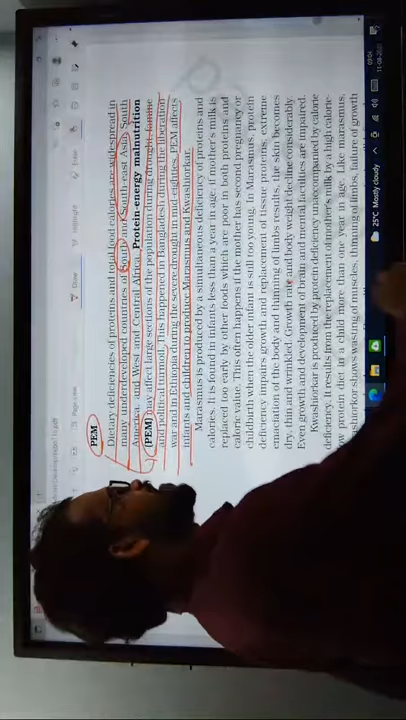 PEM
Dietary deficiencies of proteins and total food calories are widespread in
many underdeveloped countries of South and South-east Asia, South
America, and West and Central Africa. Protein-energy malnutrition
(PEM) may affect large sections of the population during drought, famine
and political turmoil. This happened in Bangladesh during the liberation
war and in Ethiopia during the severe drought in mid-eighties. PEM affects
infants and children to produce Marasmus and Kwashiorkar.
Marasmus is produced by a simultaneous deficiency of proteins and
calories. It is found in infants less than a year in age, if mother's milk is
replaced too early by other foods which are poor in both proteins and
caloric value. This often happens if the mother has second pregnancy or
childbirth when the older infant is still too young. In Marasmus, protein
deficiency impairs growth and replacement of tissue proteins; extreme
emaciation of the body and thinning of limbs results, the skin becomes
dry, thin and wrinkled. Growth rate and body weight decline considerably.
Even growth and development of brain and mental faculties are impaired.
Kwashiorkar is produced by protein deficiency unaccompanied by calorie
deficiency. It results from the replacement of mother's milk by a high calorie-
low protein diet in a child more than one year in age. Like marasmus,
shows wasting of muscles, thinning of limbs, failure of growth
Page view
Draw
Highlight
25°C Mostly cloudy